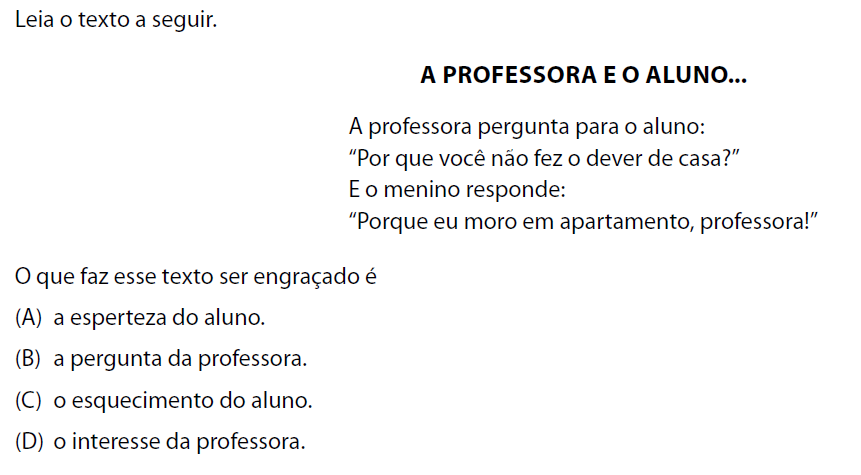 Leia o texto a seguir.
A PROFESSORA E O ALUNO...
A professora pergunta para o aluno:
“Por que você não fez o dever de casa?”
E o menino responde:
“Porque eu moro em apartamento, professora!”
O que faz esse texto ser engraçado é
(A) a esperteza do aluno.
(B) a pergunta da professora.
(C) o esquecimento do aluno.
(D) o interesse da professora.